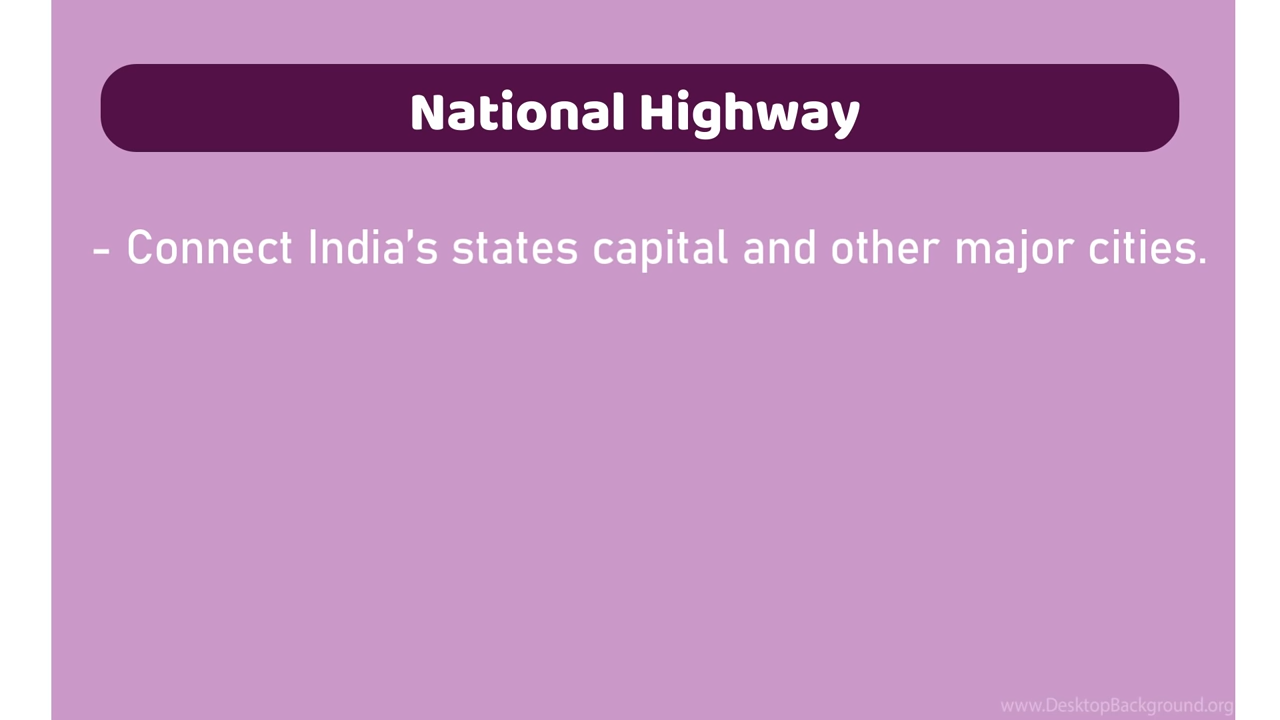 National Highway
- Connect India's states capital and other major cities.
www.DesktopBackground.org